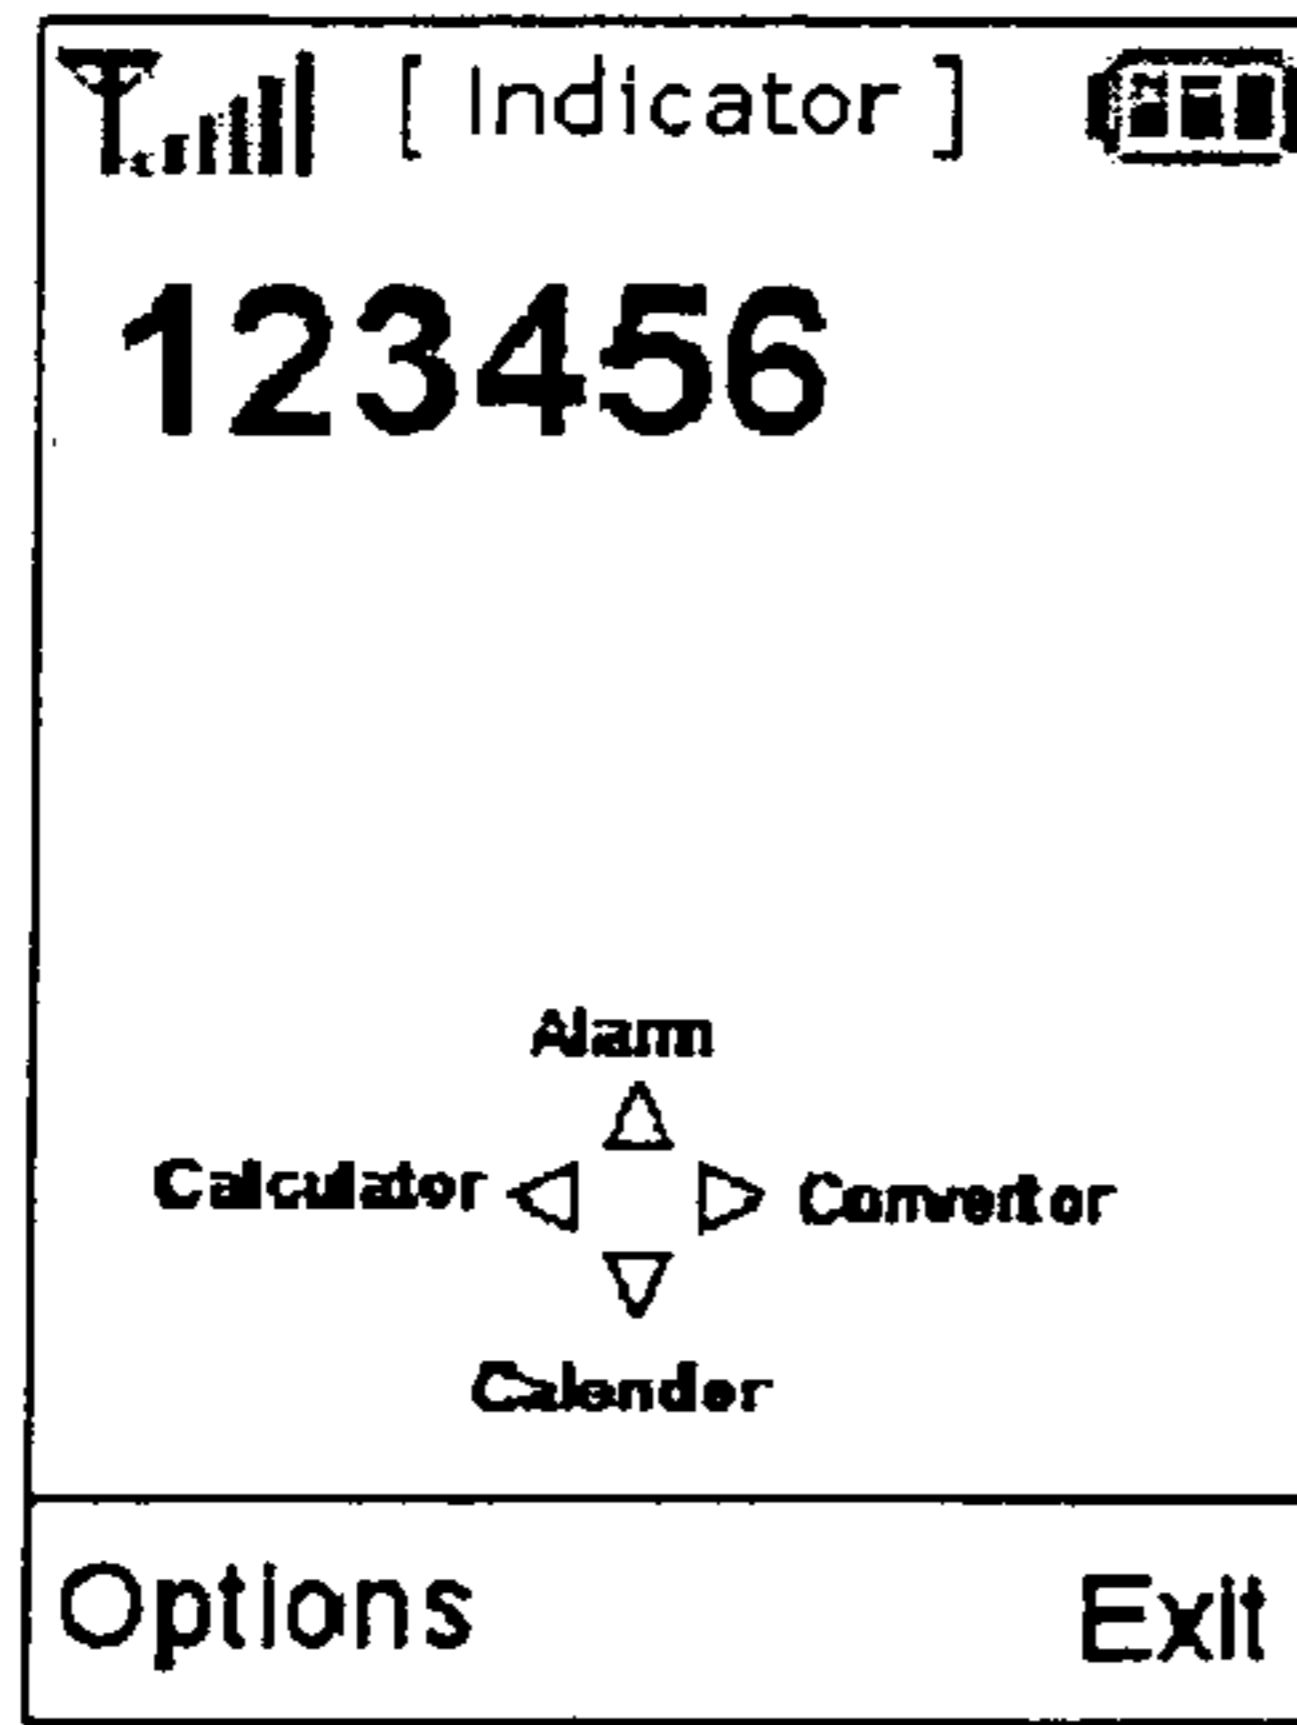 [ Indicator ]
123456
Alarm
Calculator Convertor
Calender
Options Exit